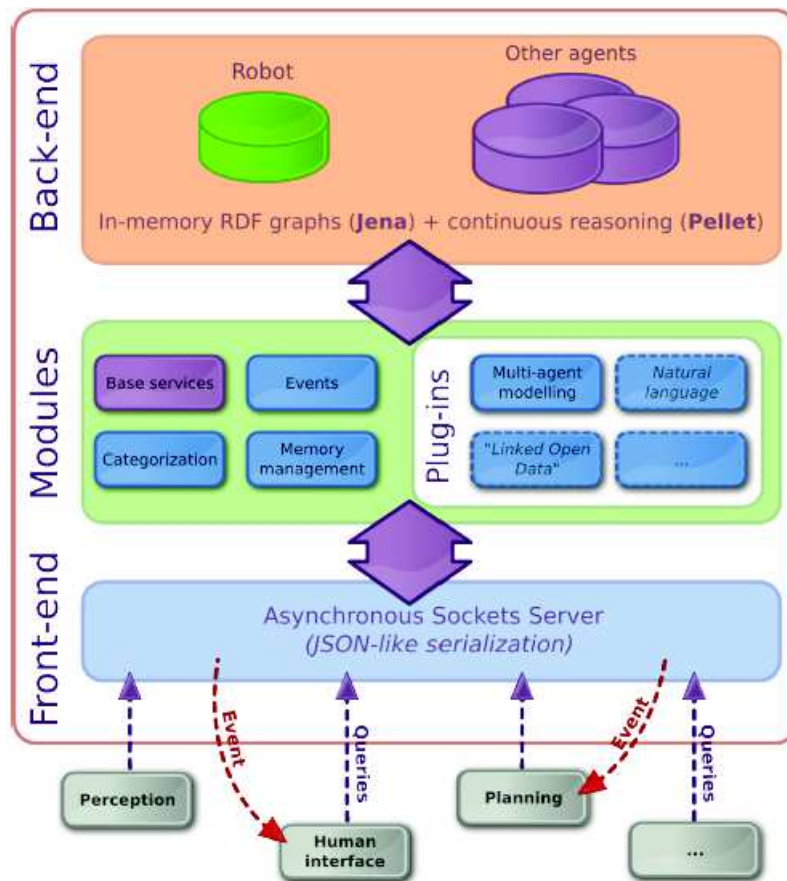 Back-end
Robot
Other agents
In-memory RDF graphs (Jena) + continuous reasoning (Pellet)
Modules
Base services
Events
Categorization
Memory
management
Plug-ins
Multi-agent
modelling
Natural
language
"Linked Open
Data"
...
Front-end
Asynchronous Sockets Server
(JSON-like serialization)
Event
Queries
Event
Queries
Perception
Human
interface
Planning
...